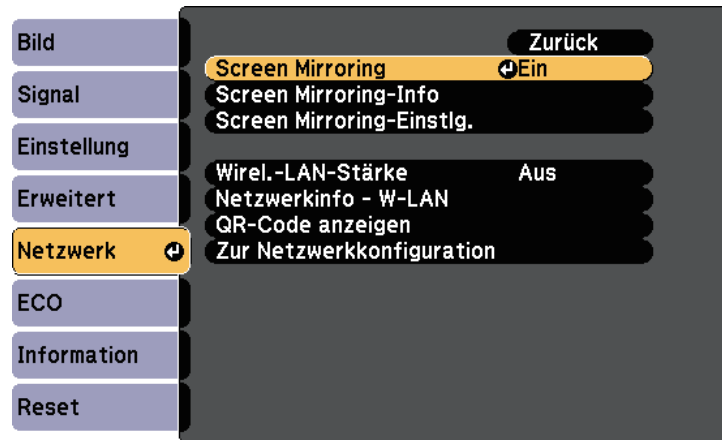 Bild
Signal
Einstellung
Erweitert
Netzwerk
ECO
Information
Reset
Zurück
Screen Mirroring Ein
Screen Mirroring-Info
Screen Mirroring-Einstlg.
Wirel.-LAN-Stärke Aus
Netzwerkinfo - W-LAN
QR-Code anzeigen
Zur Netzwerkkonfiguration